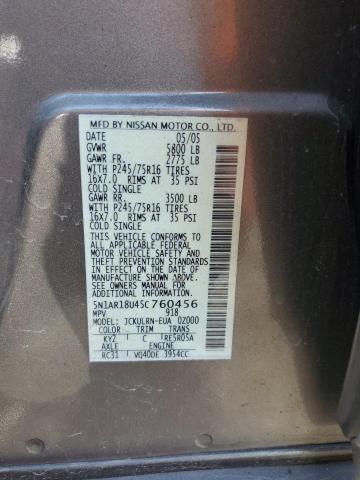 MFD BY NISSAN MOTOR CO., LTD.
DATE 05/05
GVWR 5800 LB
GAWR FR. 2775 LB
WITH P245/75R16 TIRES
16X7.0 RIMS AT 35 PSI
COLD SINGLE
GAWR RR. 3500 LB
WITH P245/75R16 TIRES
16X7.0 RIMS AT 35 PSI
COLD SINGLE
THIS VEHICLE CONFORMS TO
ALL APPLICABLE FEDERAL
MOTOR VEHICLE SAFETY AND
THEFT PREVENTION STANDARDS
IN EFFECT ON THE DATE OF
MANUFACTURE SHOWN ABOVE.
SEE OWNERS MANUAL FOR
ADDITIONAL INFORMATION
5N1AR18U45C760456
MPV 918
MODEL: JCKULRN-EUA 02000
COLOR TRIM TRANS
KY2 C RE5R05A
AXLE ENGINE
RC31 VQ40DE 3954CC